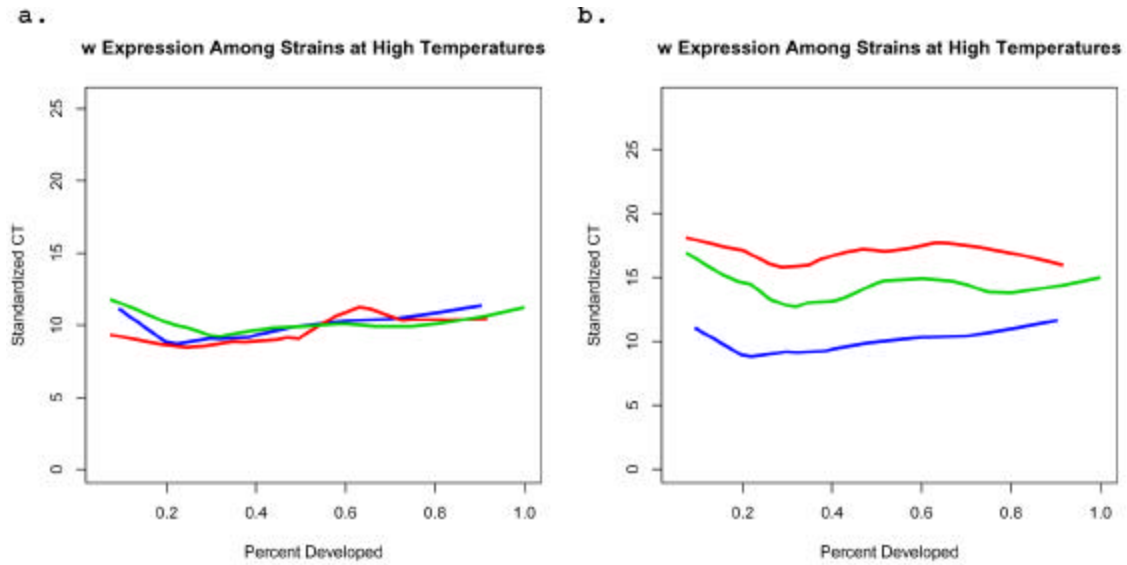 a.
w Expression Among Strains at High Temperatures
25
20
15
10
5
0
Standardized CT
0.2 0.4 0.6 0.8 1.0
Percent Developed
b.
w Expression Among Strains at High Temperatures
25
20
15
10
5
0
Standardized CT
0.2 0.4 0.6 0.8 1.0
Percent Developed